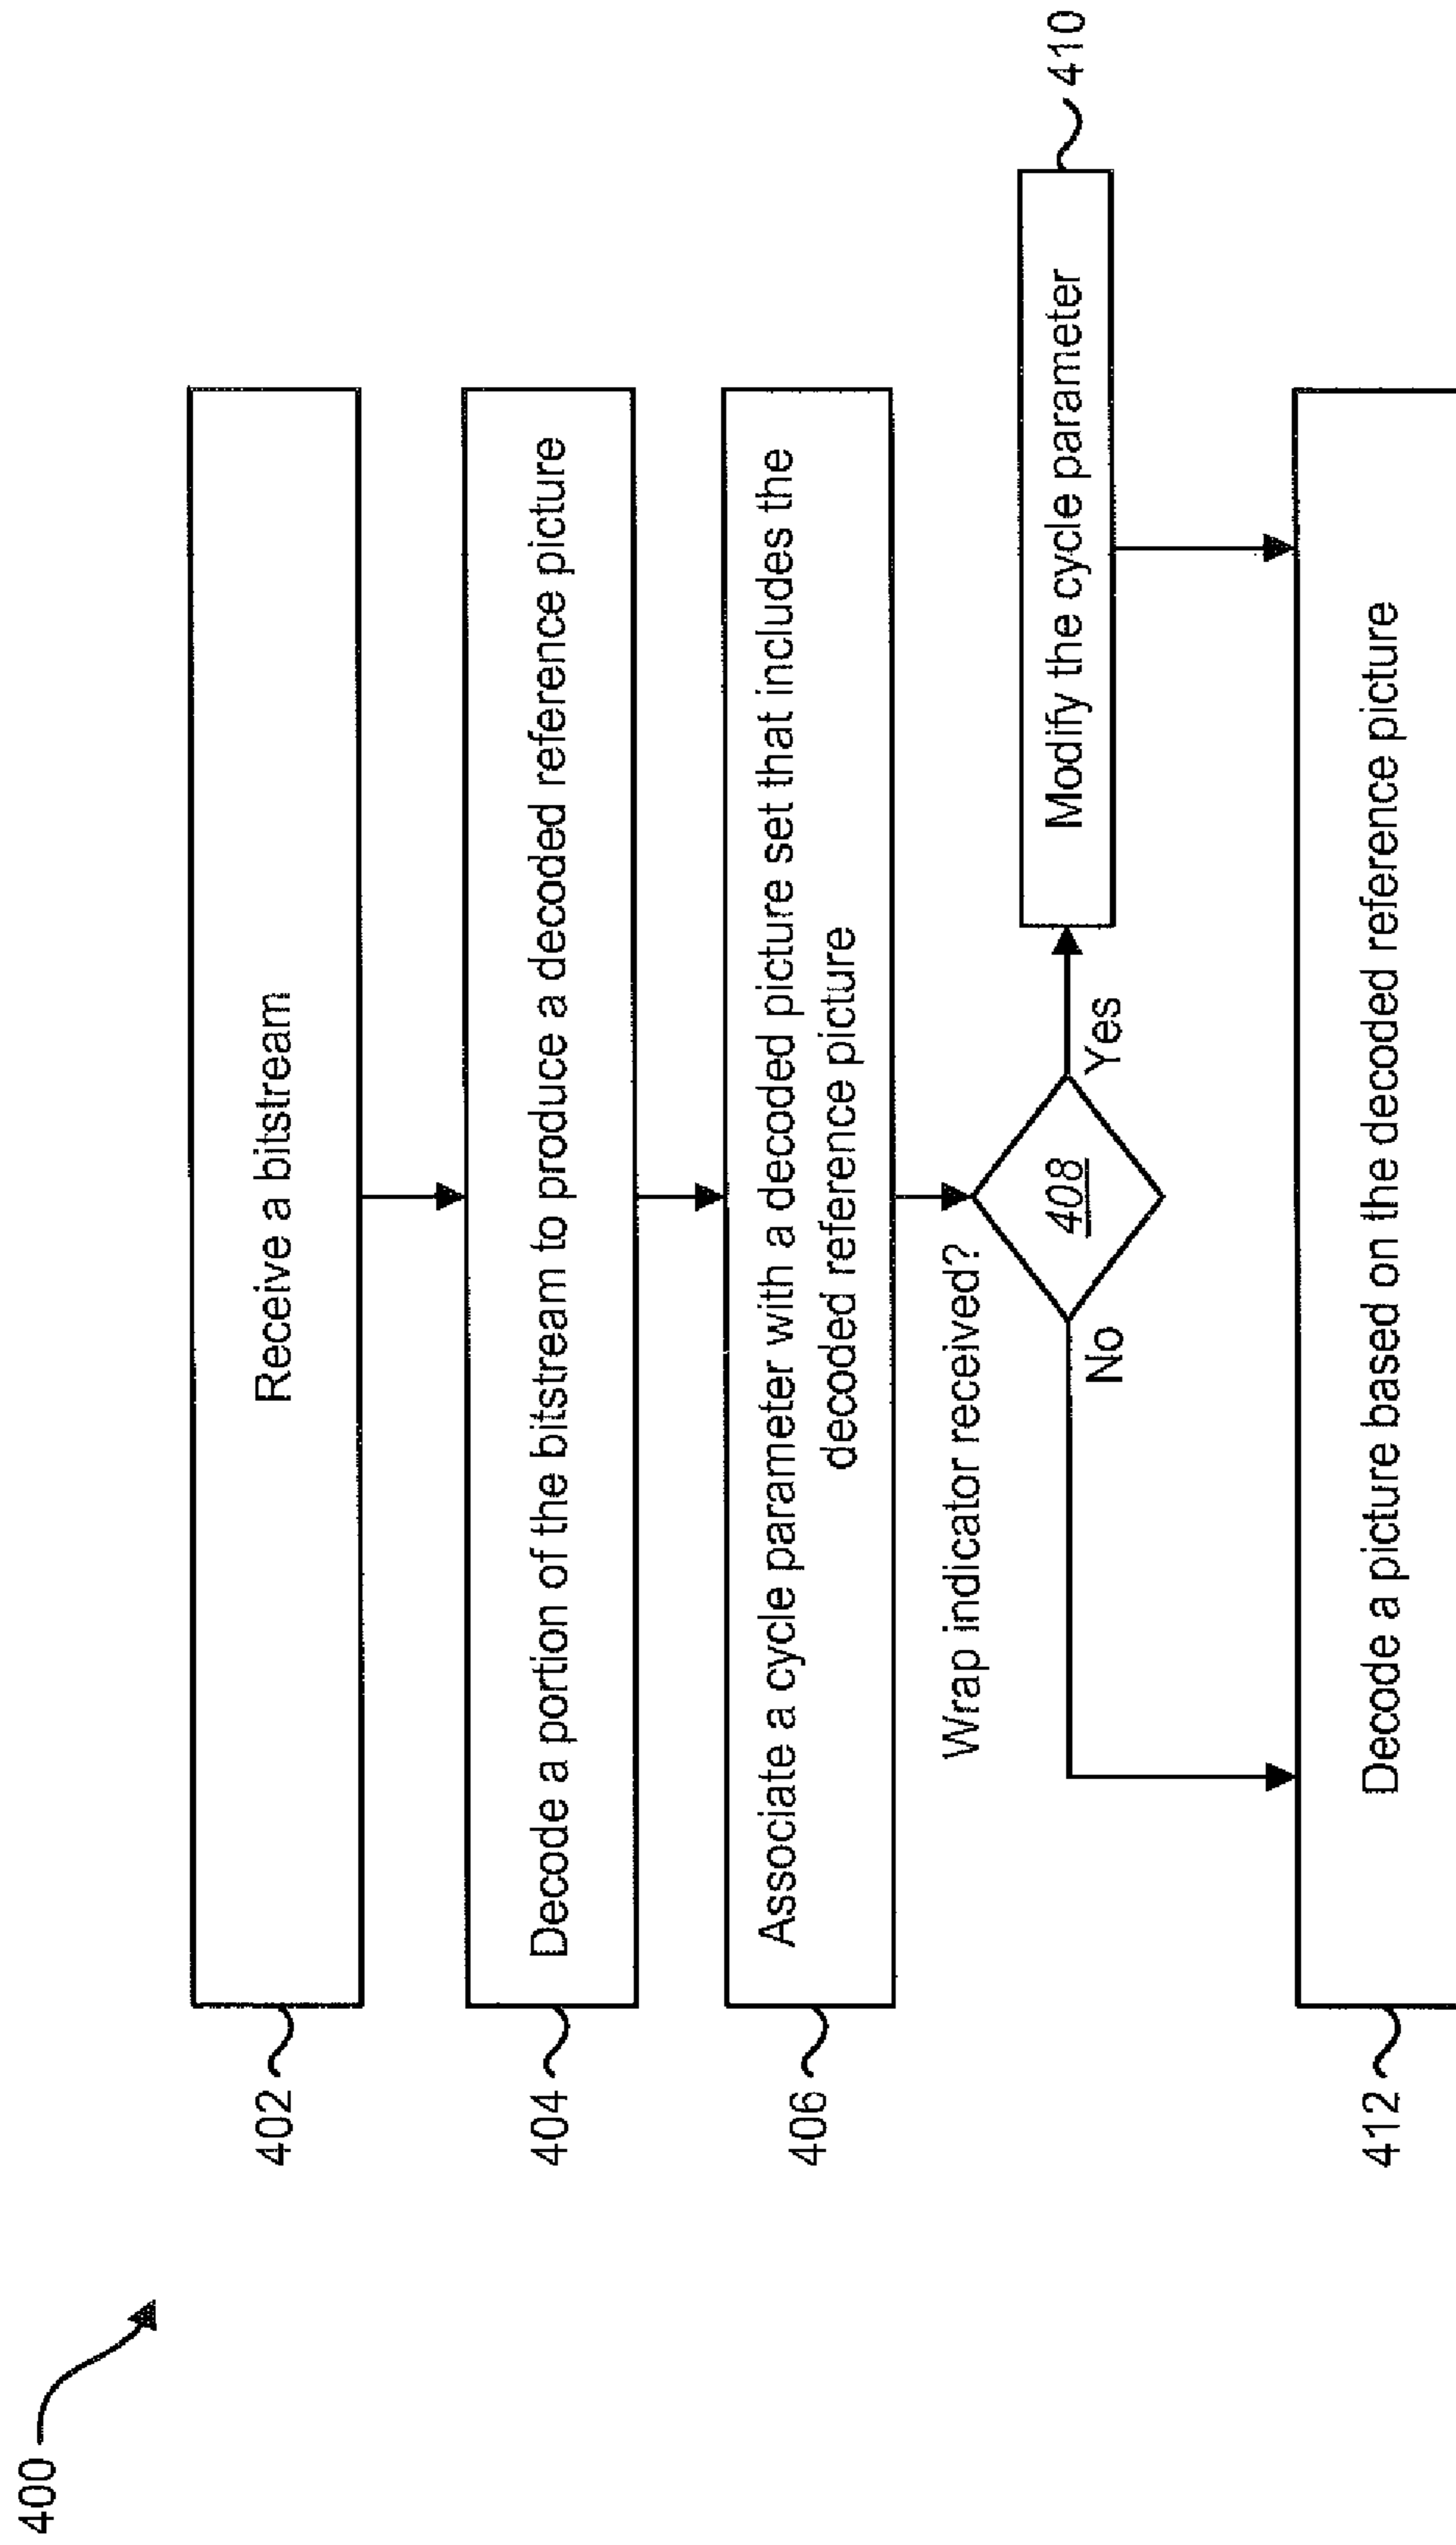 400
402
Receive a bitstream
404
Decode a portion of the bitstream to produce a decoded reference picture
406
Associate a cycle parameter with a decoded picture set that includes the
decoded reference picture
Wrap indicator received?
408
No
Yes
Modify the cycle parameter
410
412
Decode a picture based on the decoded reference picture